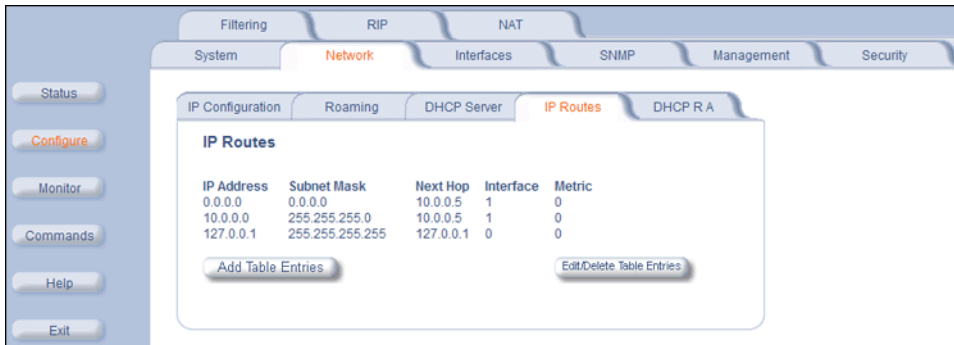 Filtering RIP NAT
System Network Interfaces SNMP Management Security
Status
Configure
Monitor
Commands
Help
Exit
IP Configuration Roaming DHCP Server IP Routes DHCP R A
IP Routes
IP Address Subnet Mask Next Hop Interface Metric
0.0.0.0 0.0.0.0 10.0.0.5 1 0
10.0.0.0 255.255.255.0 10.0.0.5 1 0
127.0.0.1 255.255.255.255 127.0.0.1 0 0
Add Table Entries Edit/Delete Table Entries